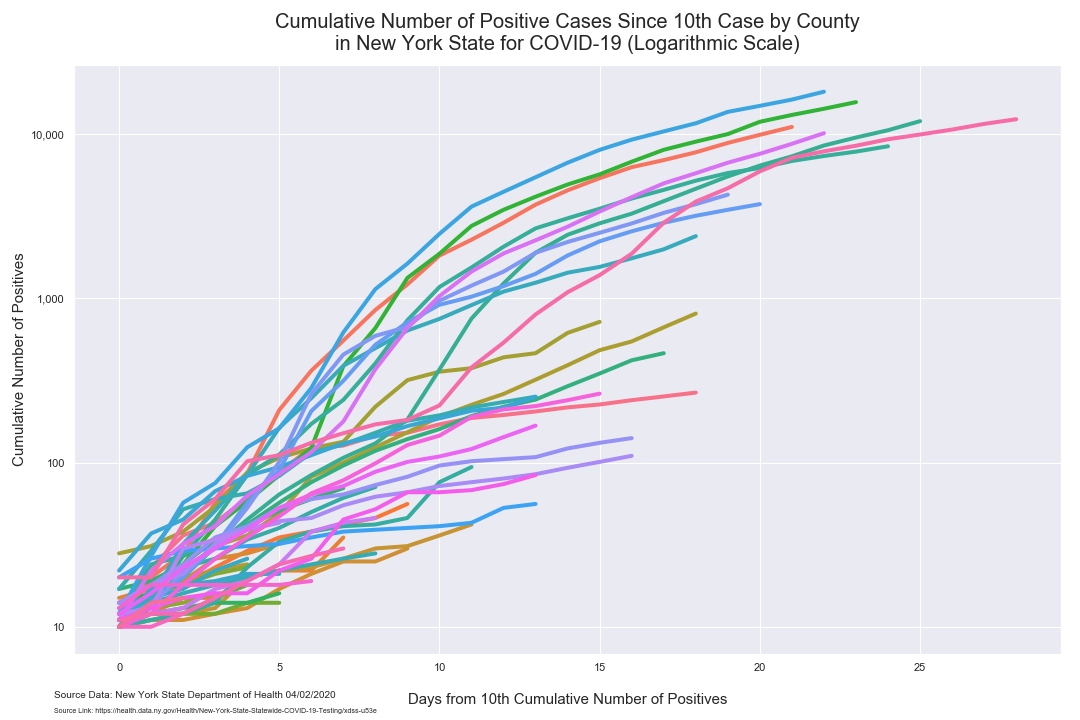 Cumulative Number of Positive Cases Since 10th Case by County
in New York State for COVID-19 (Logarithmic Scale)
Cumulative Number of Positives
10,000
1,000
100
10
0
5
10
15
20
25
Days from 10th Cumulative Number of Positives
Source Data: New York State Department of Health 04/02/2020
Source Link: https://health.data.ny.gov/Health/New-York-State-Statewide-COVID-19-Testing/xdss-u53e